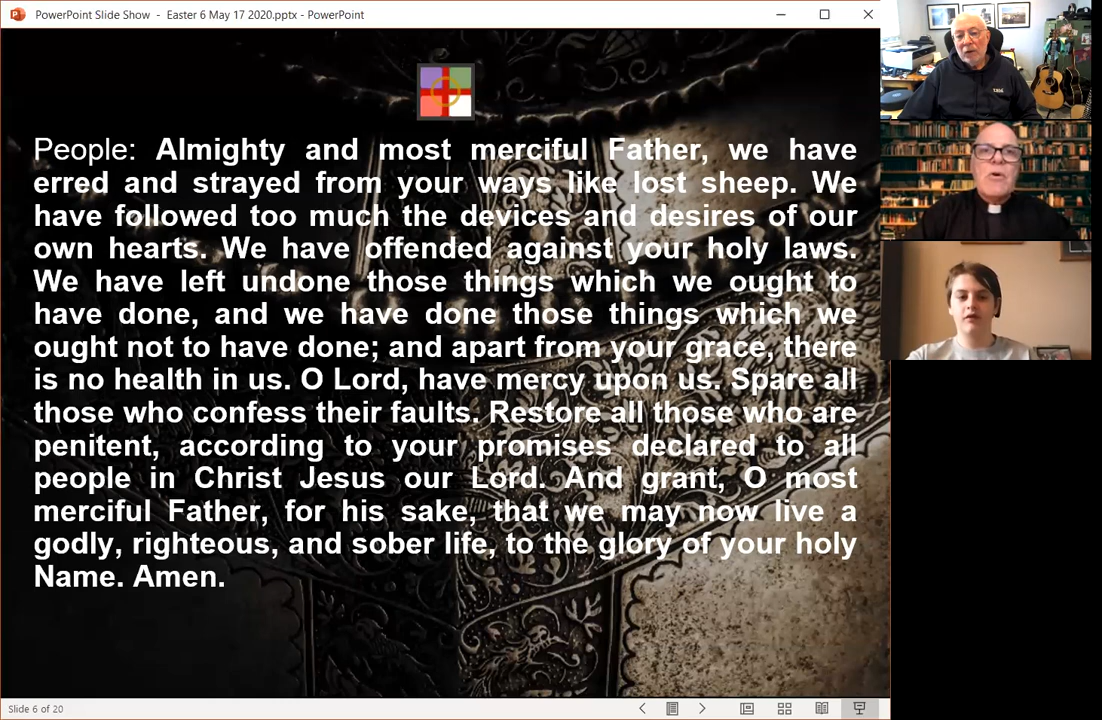 PowerPoint Slide Show - Easter 6 May 17 2020.pptx - PowerPoint
People: Almighty and most merciful Father, we have
erred and strayed from your ways like lost sheep. We
have followed too much the devices and desires of our
own hearts. We have offended against your holy laws.
We have left undone those things which we ought to
have done, and we have done those things which we
ought not to have done; and apart from your grace, there
is no health in us. O Lord, have mercy upon us. Spare all
those who confess their faults. Restore all those who are
penitent, according to your promises declared to all
people in Christ Jesus our Lord. And grant, O most
merciful Father, for his sake, that we may now live a
godly, righteous, and sober life, to the glory of your holy
Name. Amen.
Slide 6 of 20